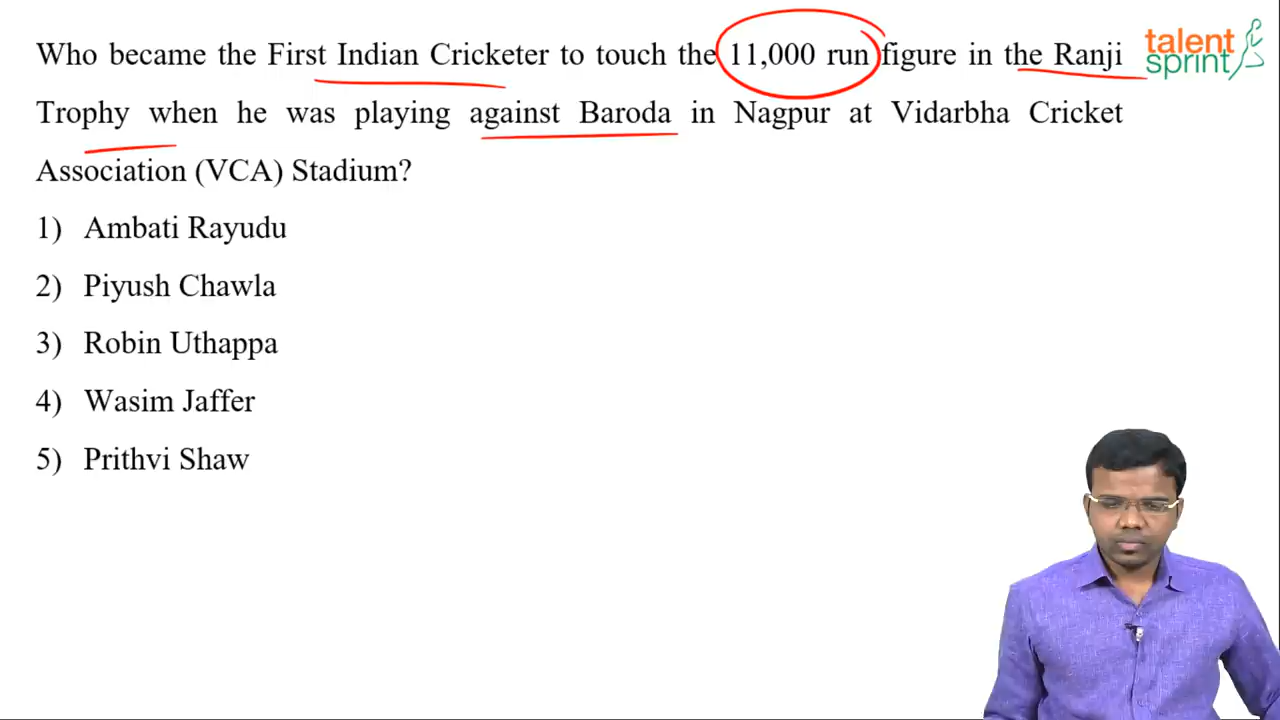 Who became the First Indian Cricketer to touch the 11,000 run figure in the Ranji
Trophy when he was playing against Baroda in Nagpur at Vidarbha Cricket
Association (VCA) Stadium?
1) Ambati Rayudu
2) Piyush Chawla
3) Robin Uthappa
4) Wasim Jaffer
5) Prithvi Shaw
talent
sprint